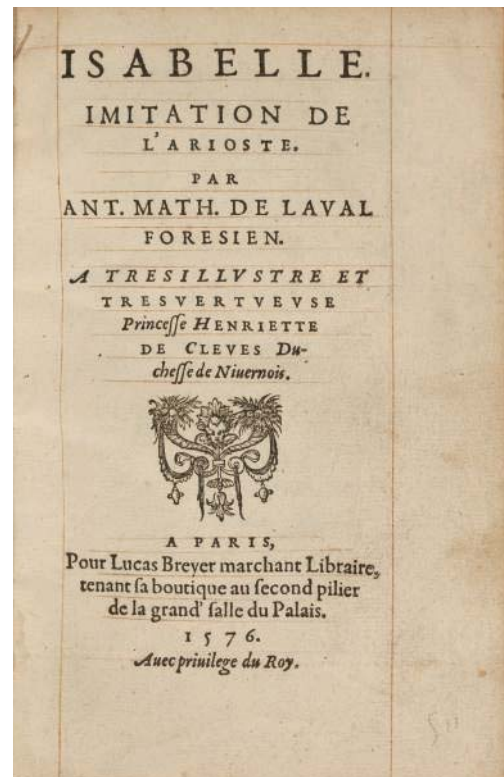 ISABELLE.
IMITATION DE
L'ARIOSTE.
PAR
ANT. MATH. DE LAVAL
FORESIEN.
A TRESILLVSTRE ET
TRESVERTVEVSE
Princeſſe HENRIETTE
DE CLEVES Du-
cheſſe de Niuernois.
A PARIS,
Pour Lucas Breyer marchant Libraire,
tenant ſa boutique au ſecond pilier
de la grand' ſalle du Palais.
1576.
Auec priuilege du Roy.